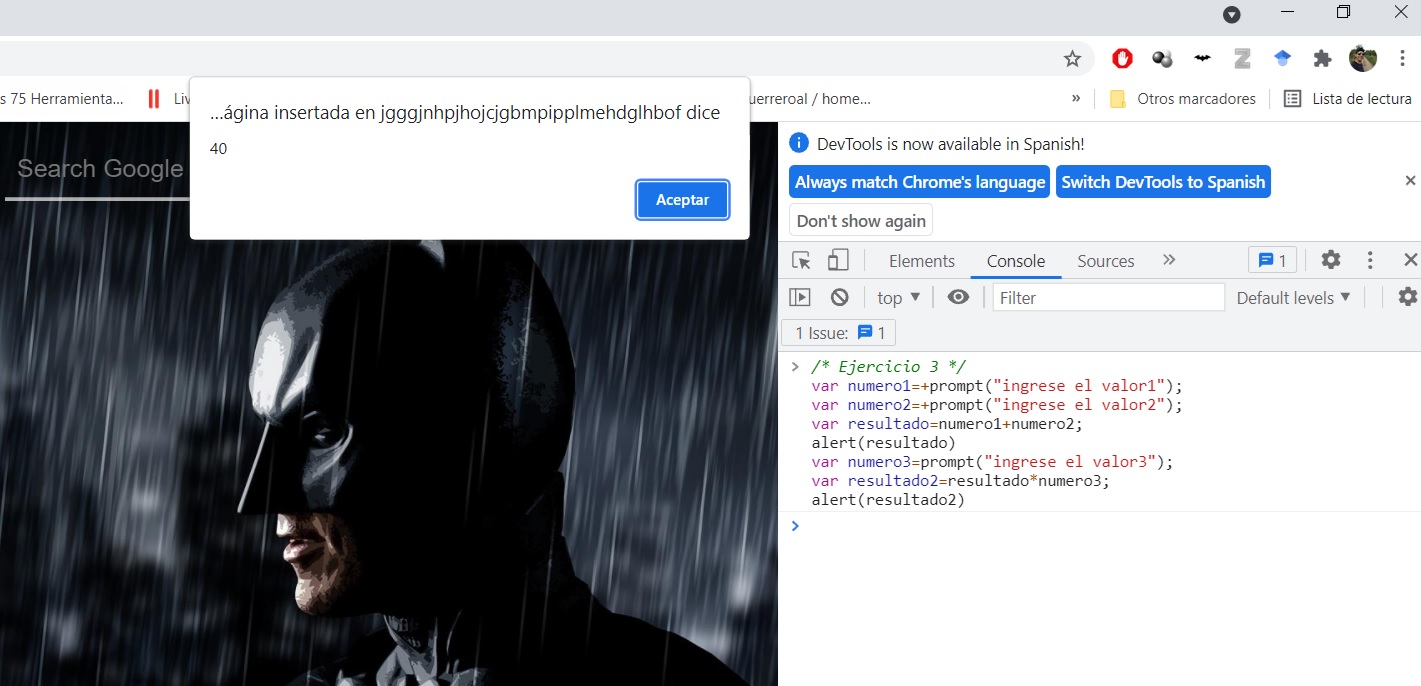 s 75 Herramienta...
Liv
uerreroal / home...
»
Otros marcadores
Lista de lectura
...ágina insertada en jgggjnhpjhojcjgbmpipplmehdglhbof dice
40
Aceptar
Search Google
DevTools is now available in Spanish!
Always match Chrome's language
Switch DevTools to Spanish
Don't show again
Elements
Console
Sources
»
1
top
Filter
Default levels
1 Issue: 1
/* Ejercicio 3 */
var numero1=+prompt("ingrese el valor1");
var numero2=+prompt("ingrese el valor2");
var resultado=numero1+numero2;
alert(resultado)
var numero3=prompt("ingrese el valor3");
var resultado2=resultado*numero3;
alert(resultado2)